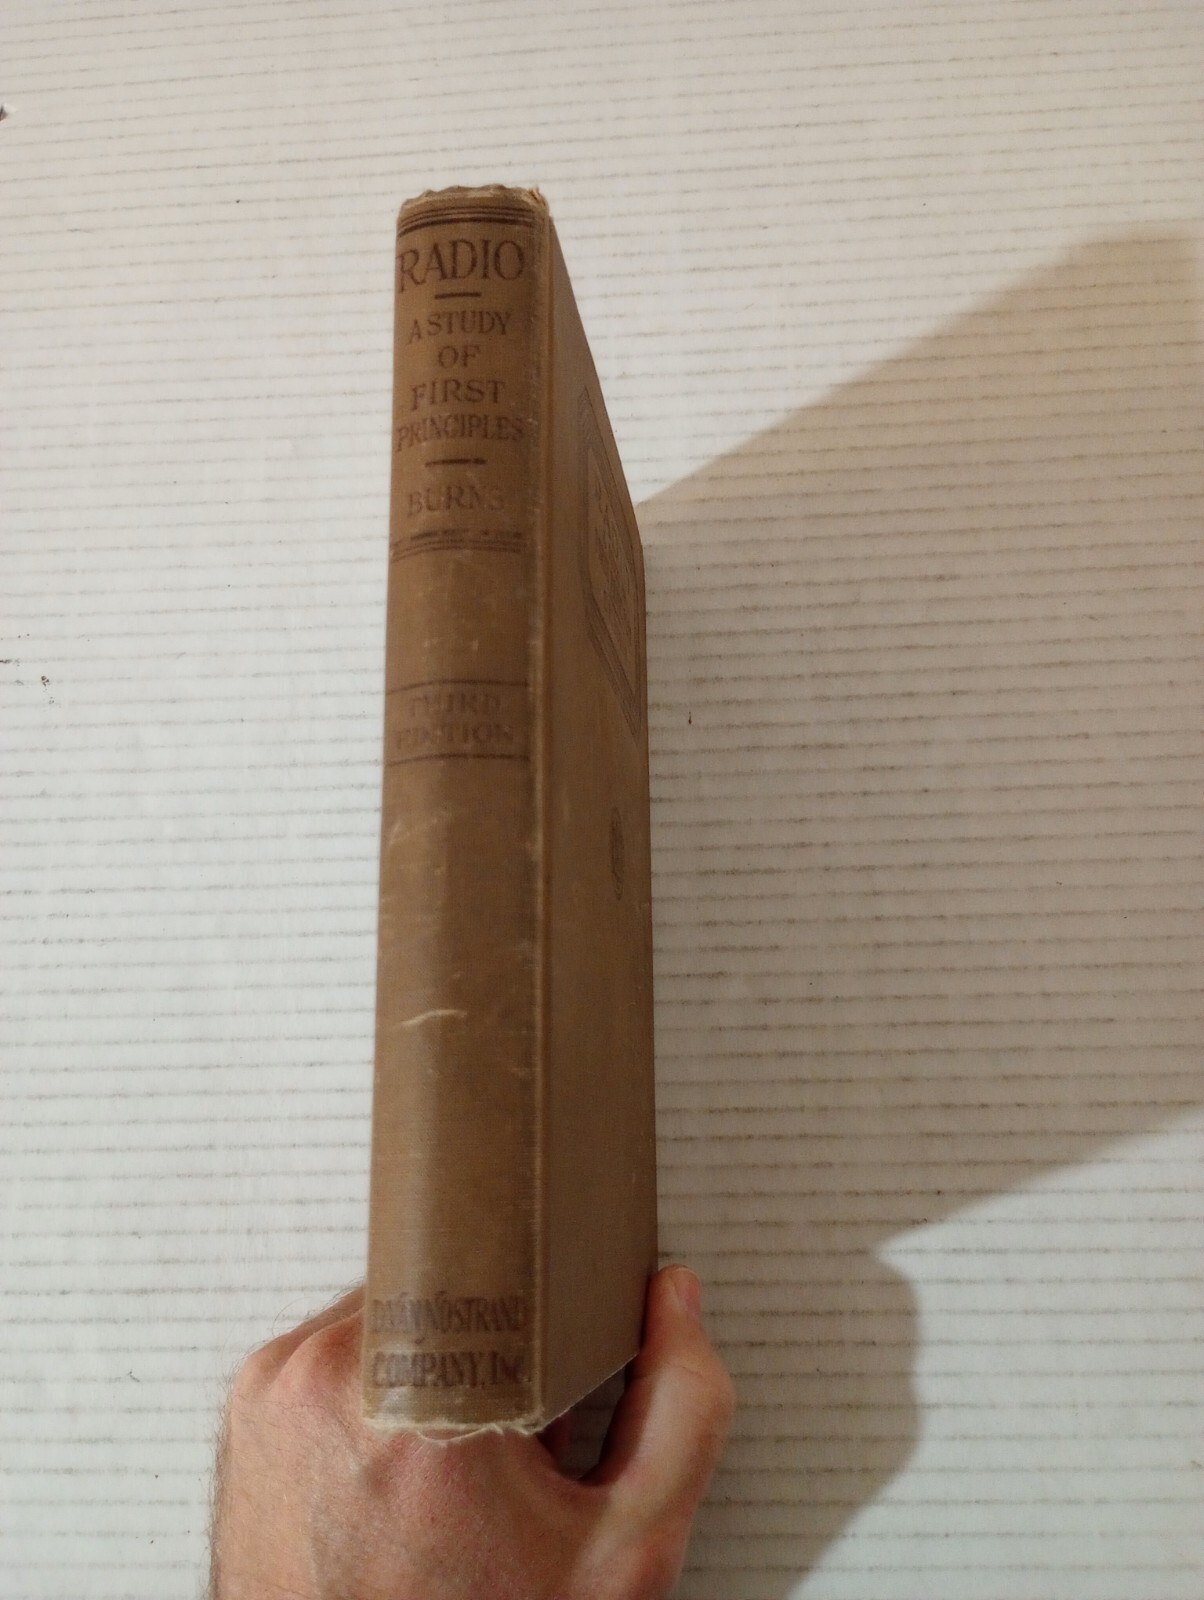 RADIO
A STUDY
OF
FIRST
PRINCIPLES
BURNS
THIRD
EDITION
D.VAN NOSTRAND
COMPANY, INC.